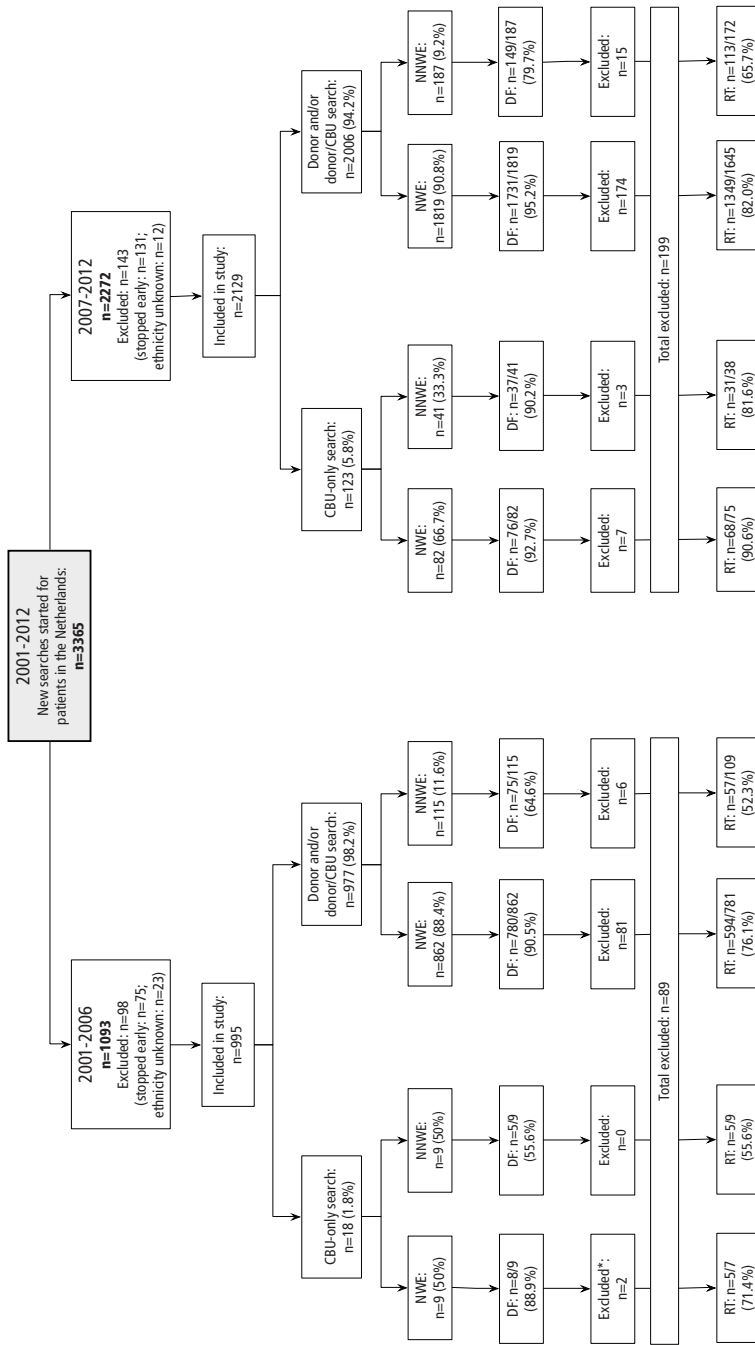 2001-2012
New searches started for
patients in the Netherlands:
n=3365
2001-2006
n=1093
Excluded: n=98
(stopped early: n=75;
ethnicity unknown: n=23)
Included in study:
n=995
CBU-only search:
n=18 (1.8%)
Donor and/or
donor/CBU search:
n=977 (98.2%)
NWE:
n=9 (50%)
NNWE:
n=9 (50%)
NWE:
n=862 (88.4%)
NNWE:
n=115 (11.6%)
DF: n=8/9
(88.9%)
DF: n=5/9
(55.6%)
DF: n=780/862
(90.5%)
DF: n=75/115
(64.6%)
Excluded*:
n=2
Excluded:
n=0
Excluded:
n=81
Excluded:
n=6
Total excluded: n=89
RT: n=5/7
(71.4%)
RT: n=5/9
(55.6%)
RT: n=594/781
(76.1%)
RT: n=57/109
(52.3%)
2007-2012
n=2272
Excluded: n=143
(stopped early: n=131;
ethnicity unknown: n=12)
Included in study:
n=2129
CBU-only search:
n=123 (5.8%)
Donor and/or
donor/CBU search:
n=2006 (94.2%)
NWE:
n=82 (66.7%)
NNWE:
n=41 (33.3%)
NWE:
n=1819 (90.8%)
NNWE:
n=187 (9.2%)
DF: n=76/82
(92.7%)
DF: n=37/41
(90.2%)
DF: n=1731/1819
(95.2%)
DF: n=149/187
(79.7%)
Excluded:
n=7
Excluded:
n=3
Excluded:
n=174
Excluded:
n=15
Total excluded: n=199
RT: n=68/75
(90.6%)
RT: n=31/38
(81.6%)
RT: n=1349/1645
(82.0%)
RT: n=113/172
(65.7%)